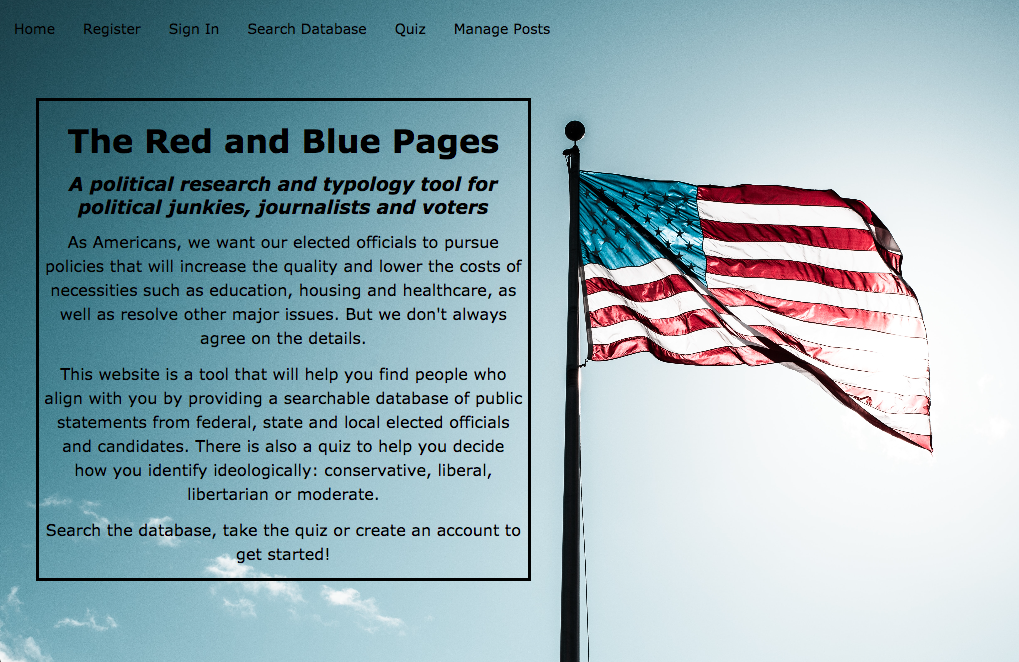 Home Register Sign In Search Database Quiz Manage Posts
The Red and Blue Pages
A political research and typology tool for
political junkies, journalists and voters
As Americans, we want our elected officials to pursue
policies that will increase the quality and lower the costs of
necessities such as education, housing and healthcare, as
well as resolve other major issues. But we don't always
agree on the details.
This website is a tool that will help you find people who
align with you by providing a searchable database of public
statements from federal, state and local elected officials
and candidates. There is also a quiz to help you decide
how you identify ideologically: conservative, liberal,
libertarian or moderate.
Search the database, take the quiz or create an account to
get started!